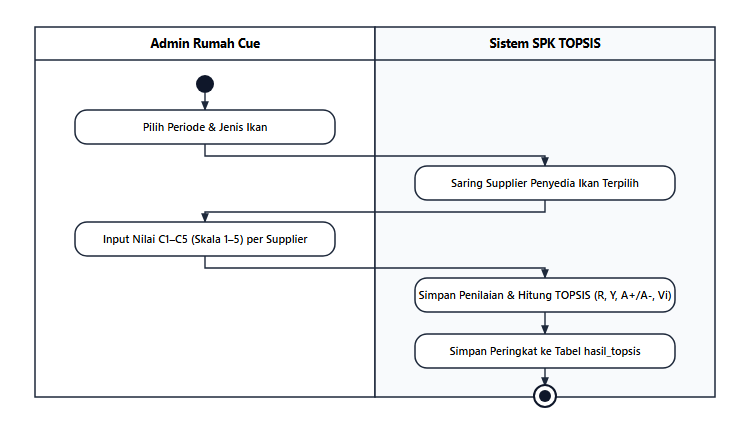 Admin Rumah Cue
Sistem SPK TOPSIS
Pilih Periode & Jenis Ikan
Saring Supplier Penyedia Ikan Terpilih
Input Nilai C1–C5 (Skala 1–5) per Supplier
Simpan Penilaian & Hitung TOPSIS (R, Y, A+/A-, Vi)
Simpan Peringkat ke Tabel hasil_topsis